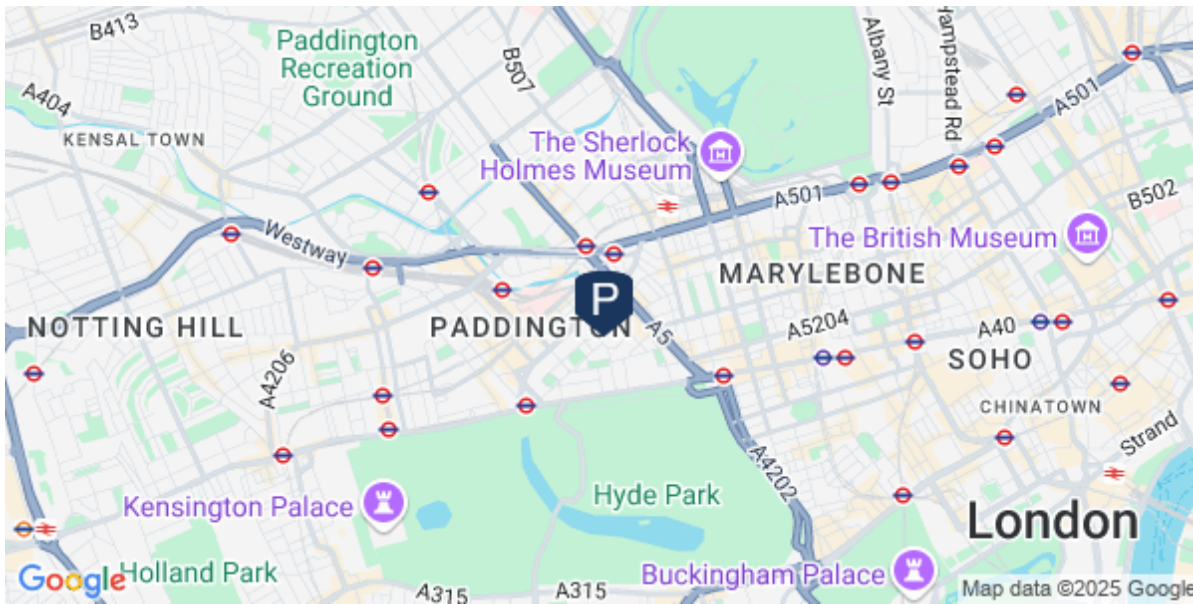 B413
Paddington
Recreation
Ground
B507
Albany St
Hampstead Rd
A501
A404
KENSAL TOWN
The Sherlock
Holmes Museum
A501
B502
Westway
The British Museum
MARYLEBONE
P
NOTTING HILL
PADDINGTON
A5
A5204
A40
SOHO
A4206
CHINATOWN
Strand
A4202
Kensington Palace
Hyde Park
London
Google
Holland Park
A315
A315
Buckingham Palace
Map data ©2025 Google